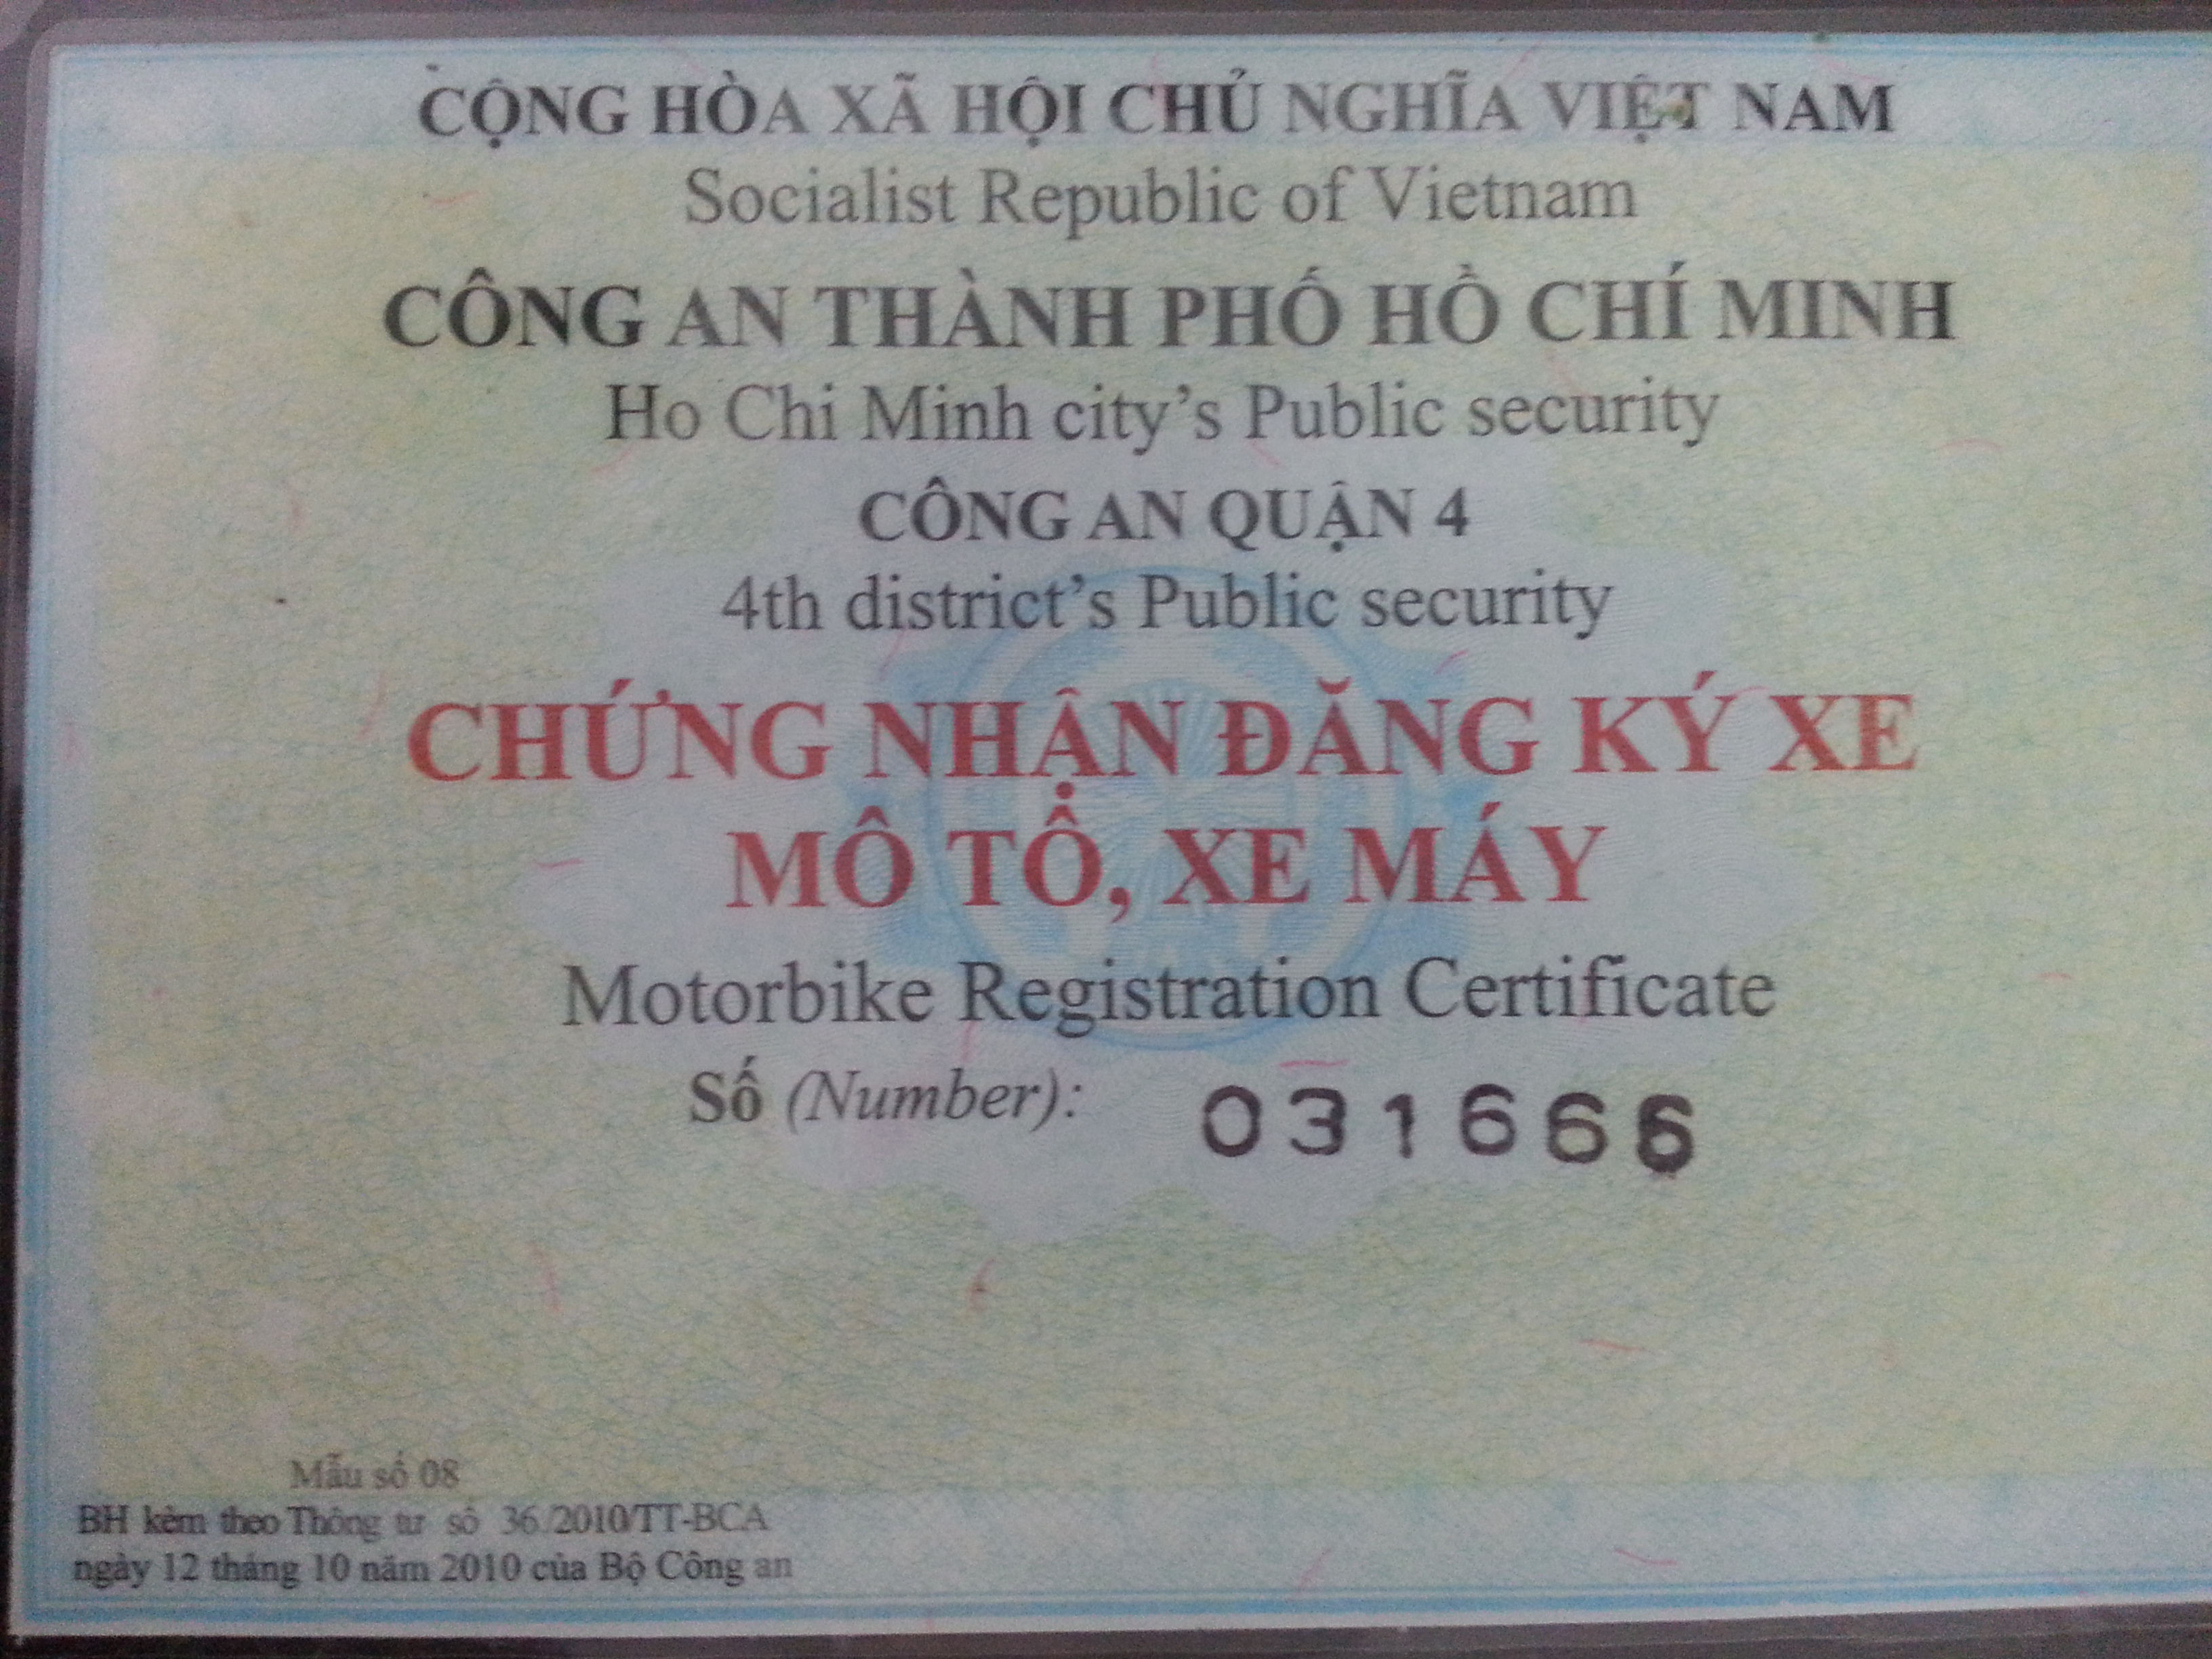 CỘNG HÒA XÃ HỘI CHỦ NGHĨA VIỆT NAM
Socialist Republic of Vietnam
CÔNG AN THÀNH PHỐ HỒ CHÍ MINH
Ho Chi Minh city's Public security
CÔNG AN QUẬN 4
4th district's Public security
CHỨNG NHẬN ĐĂNG KÝ XE
MÔ TÔ, XE MÁY
Motorbike Registration Certificate
Số (Number): 031666
Mẫu số 08
BH kèm theo Thông tư số 36/2010/TT-BCA
ngày 12 tháng 10 năm 2010 của Bộ Công an